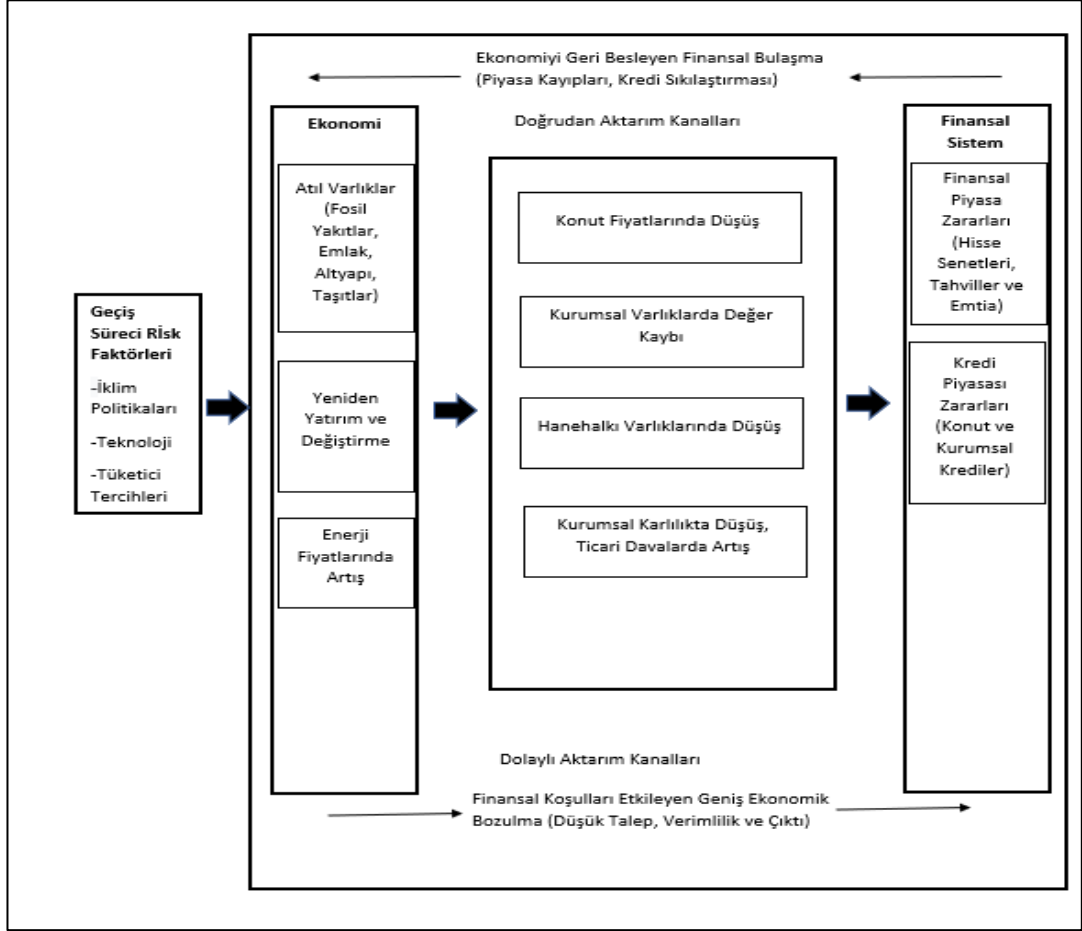 Ekonomiyi Geri Besleyen Finansal Bulaşma
(Piyasa Kayıpları, Kredi Sıkılaştırması)
Geçiş
Süreci Rİsk
Faktörleri
-İklim
Politikaları
-Teknoloji
-Tüketici
Tercihleri
Ekonomi
Atıl Varlıklar
(Fosil
Yakıtlar,
Emlak,
Altyapı,
Taşıtlar)
Yeniden
Yatırım ve
Değiştirme
Enerji
Fiyatlarında
Artış
Doğrudan Aktarım Kanalları
Konut Fiyatlarında Düşüş
Kurumsal Varlıklarda Değer
Kaybı
Hanehalkı Varlıklarında Düşüş
Kurumsal Karlılıkta Düşüş,
Ticari Davalarda Artış
Finansal
Sistem
Finansal
Piyasa
Zararları
(Hisse
Senetleri,
Tahviller ve
Emtia)
Kredi
Piyasası
Zararları
(Konut ve
Kurumsal
Krediler)
Dolaylı Aktarım Kanalları
Finansal Koşulları Etkileyen Geniş Ekonomik
Bozulma (Düşük Talep, Verimlilik ve Çıktı)